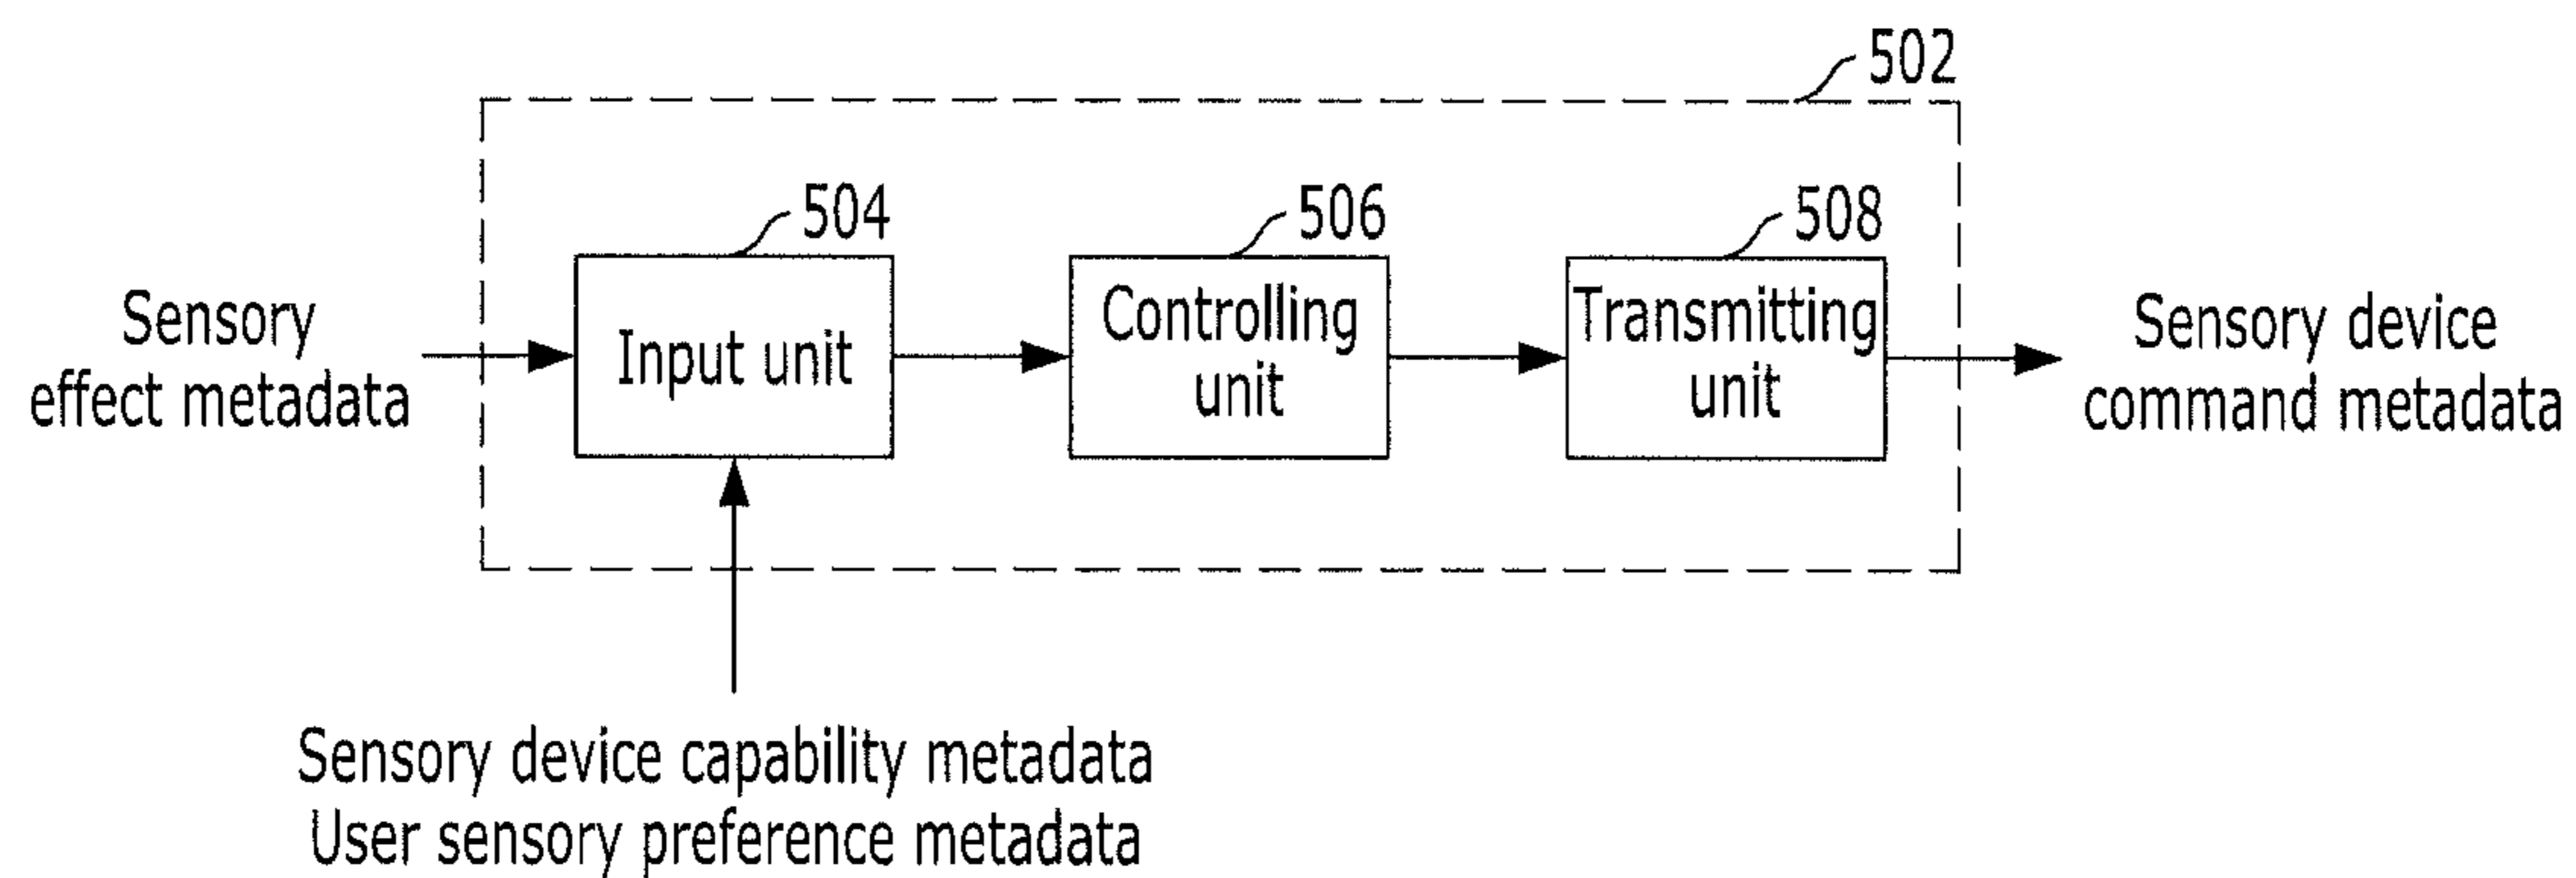 502
504
506
508
Sensory
effect metadata
Input unit
Controlling
unit
Transmitting
unit
Sensory device
command metadata
Sensory device capability metadata
User sensory preference metadata